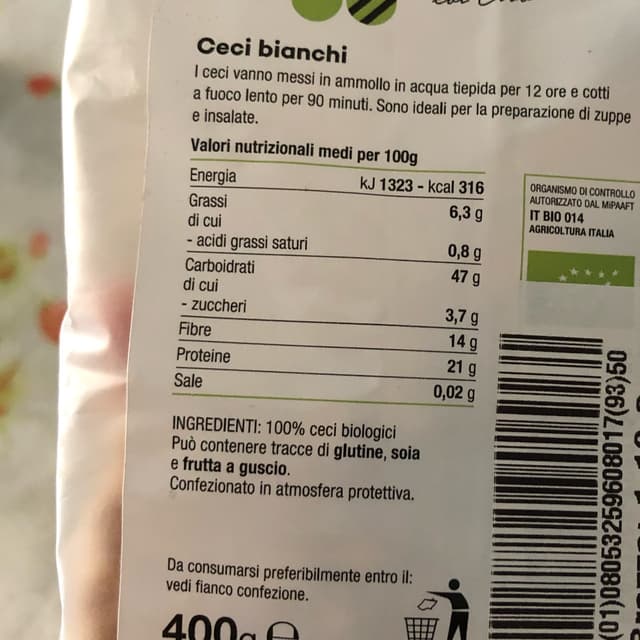 Ceci bianchi
I ceci vanno messi in ammollo in acqua tiepida per 12 ore e cotti
a fuoco lento per 90 minuti. Sono ideali per la preparazione di zuppe
e insalate.
Valori nutrizionali medi per 100g
Energia kJ 1323 - kcal 316
Grassi 6,3 g
di cui
- acidi grassi saturi 0,8 g
Carboidrati 47 g
di cui
- zuccheri 3,7 g
Fibre 14 g
Proteine 21 g
Sale 0,02 g
INGREDIENTI: 100% ceci biologici
Può contenere tracce di glutine, soia
e frutta a guscio.
Confezionato in atmosfera protettiva.
Da consumarsi preferibilmente entro il:
vedi fianco confezione.
400g e
ORGANISMO DI CONTROLLO
AUTORIZZATO DAL MiPAAFT
IT BIO 014
AGRICOLTURA ITALIA
(01)08053259608017(93)50